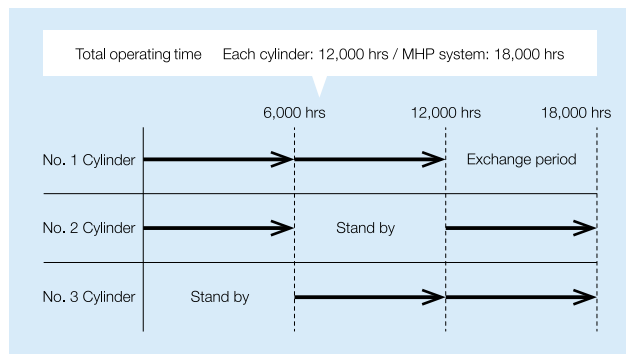 Total operating time Each cylinder: 12,000 hrs / MHP system: 18,000 hrs
6,000 hrs 12,000 hrs 18,000 hrs
No. 1 Cylinder Exchange period
No. 2 Cylinder Stand by
No. 3 Cylinder Stand by